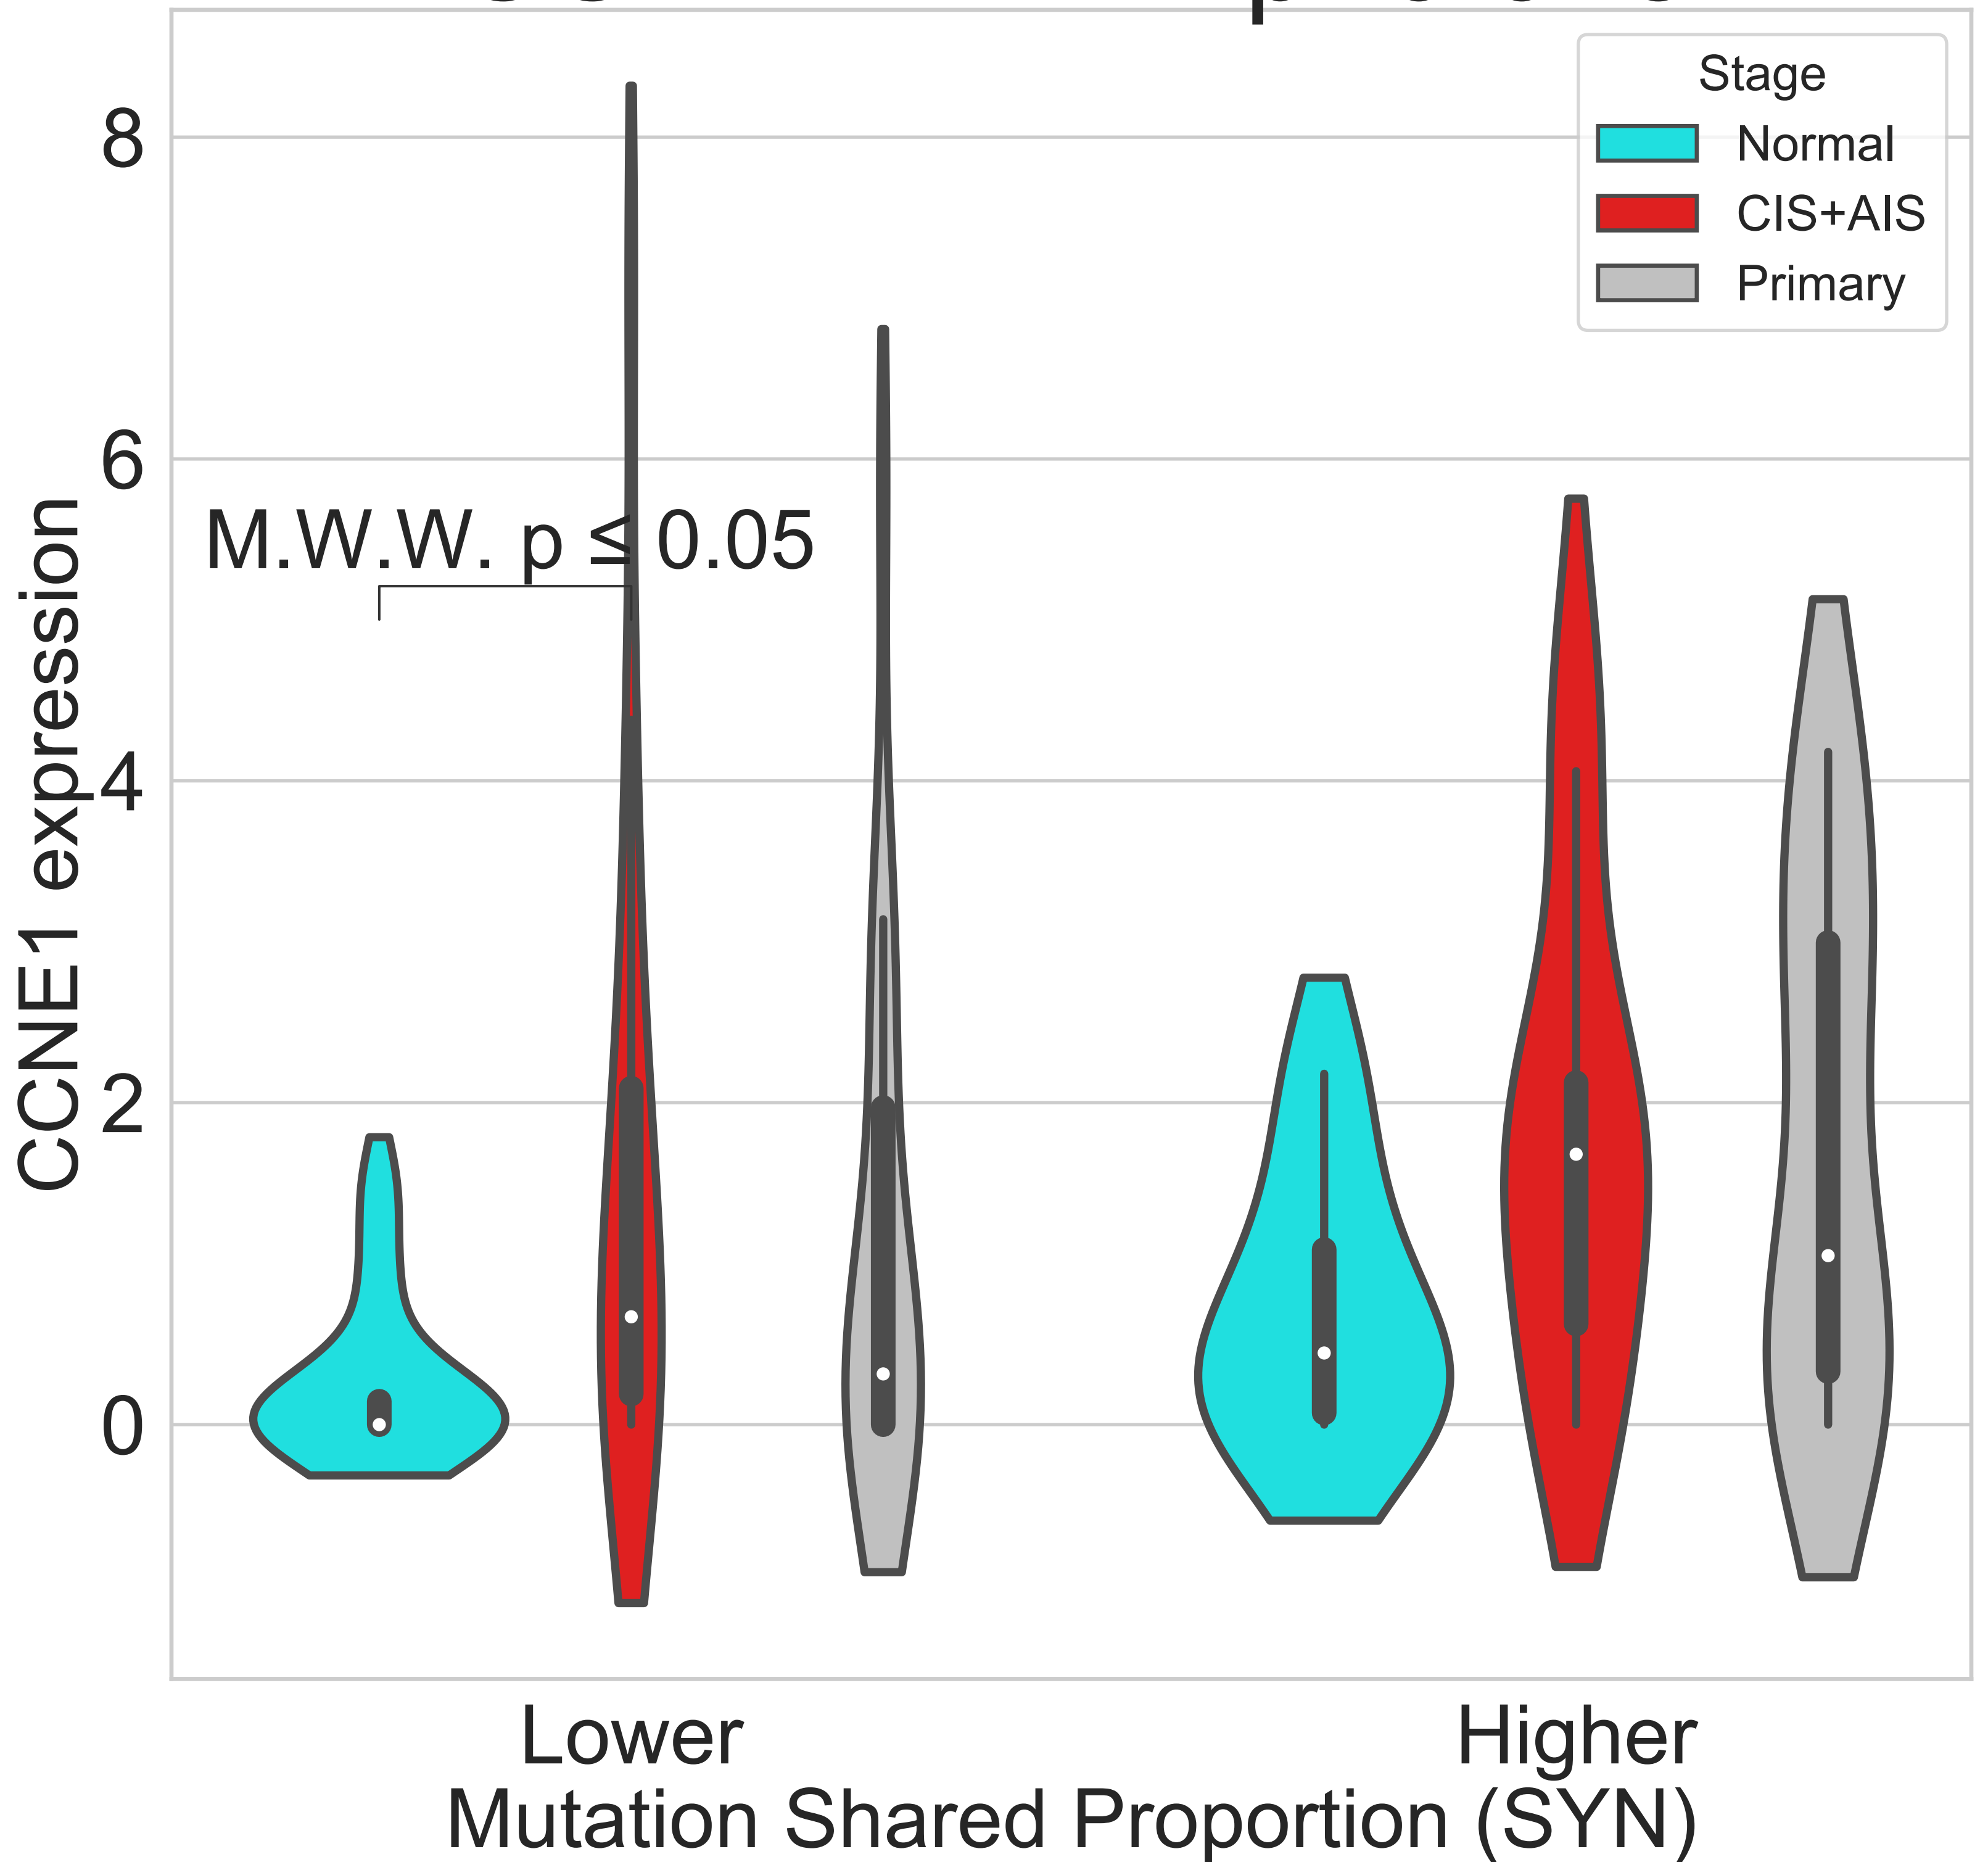 Stage
Normal
CIS+AIS
Primary
8
6
4
2
0
M.W.W. p ≤ 0.05
CCNE1 expression
Lower
Higher
Mutation Shared Proportion (SYN)